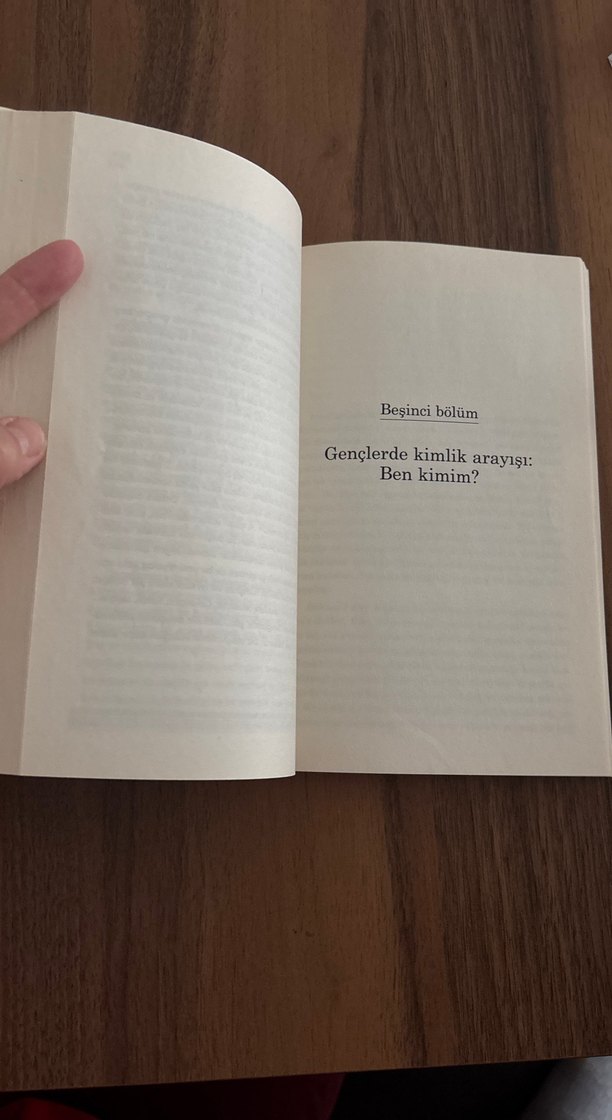 Beşinci bölüm
Gençlerde kimlik arayışı:
Ben kimim?